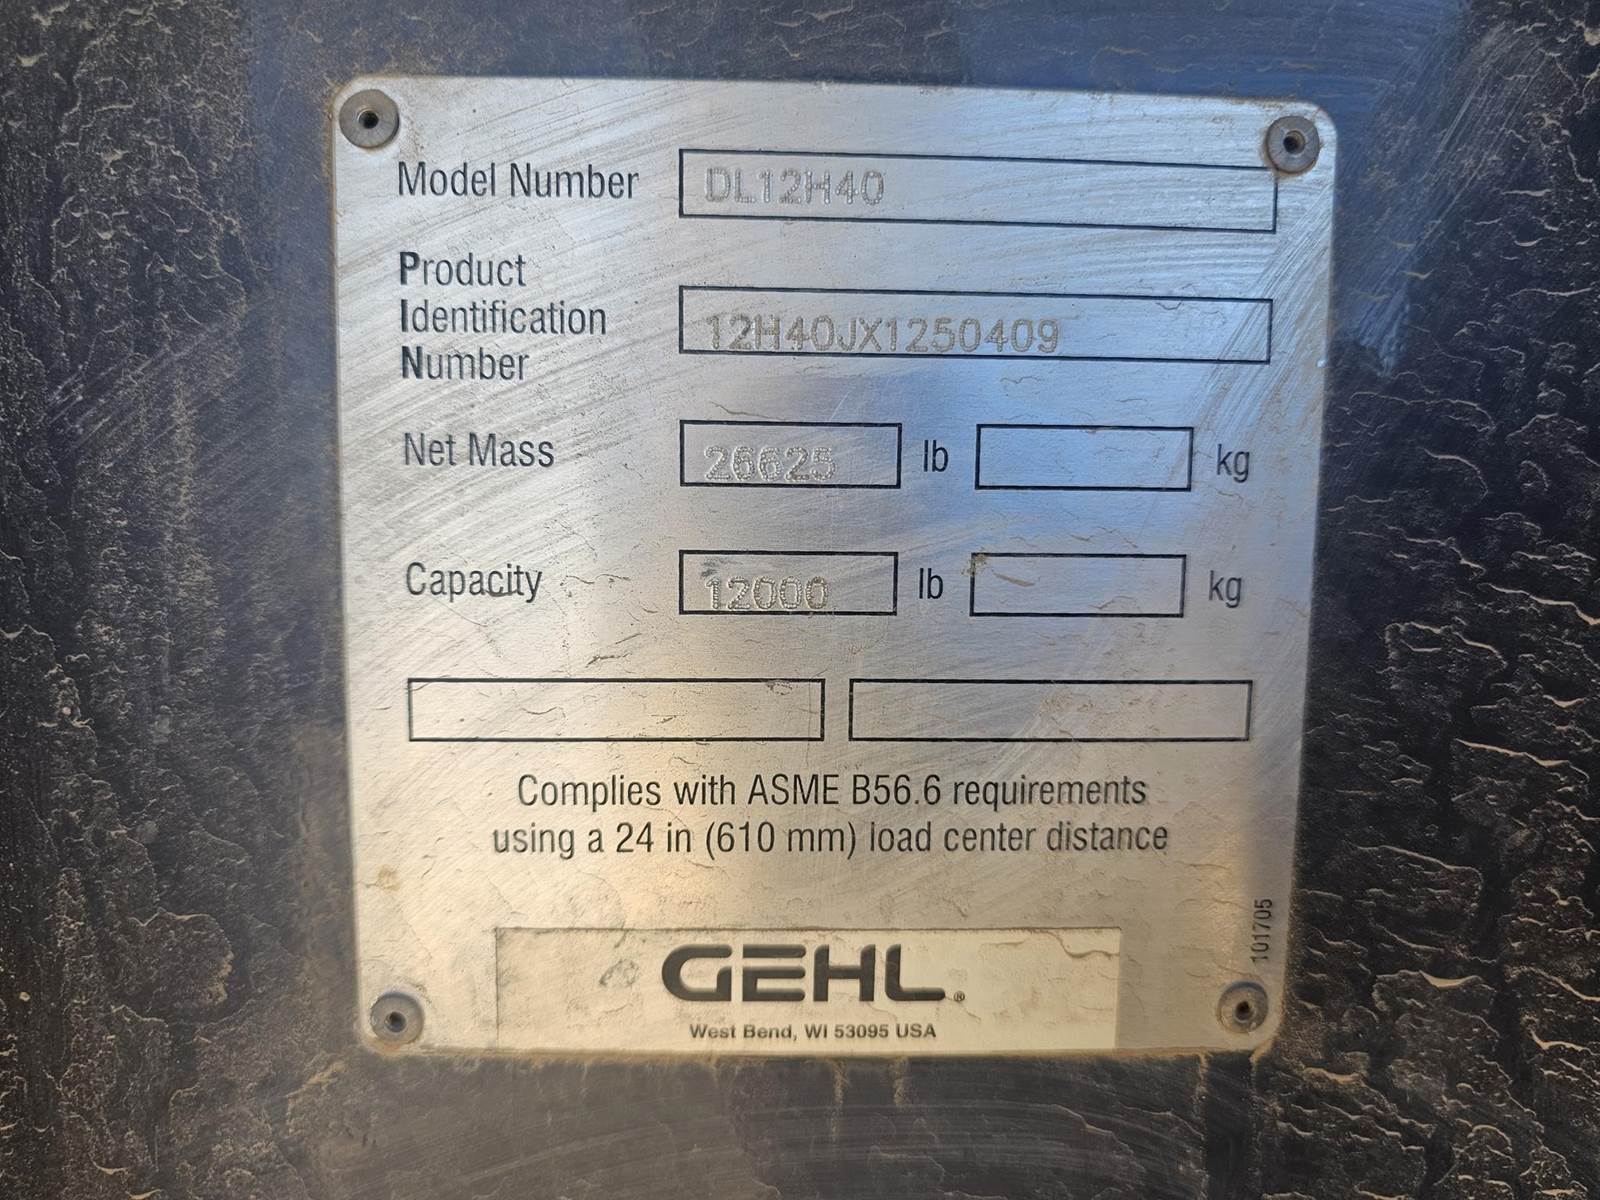 Model Number DL12H40
Product
Identification 12H40JX1250409
Number
Net Mass 26625 lb kg
Capacity 12000 lb kg
Complies with ASME B56.6 requirements
using a 24 in (610 mm) load center distance
101705
GEHL®
West Bend, WI 53095 USA